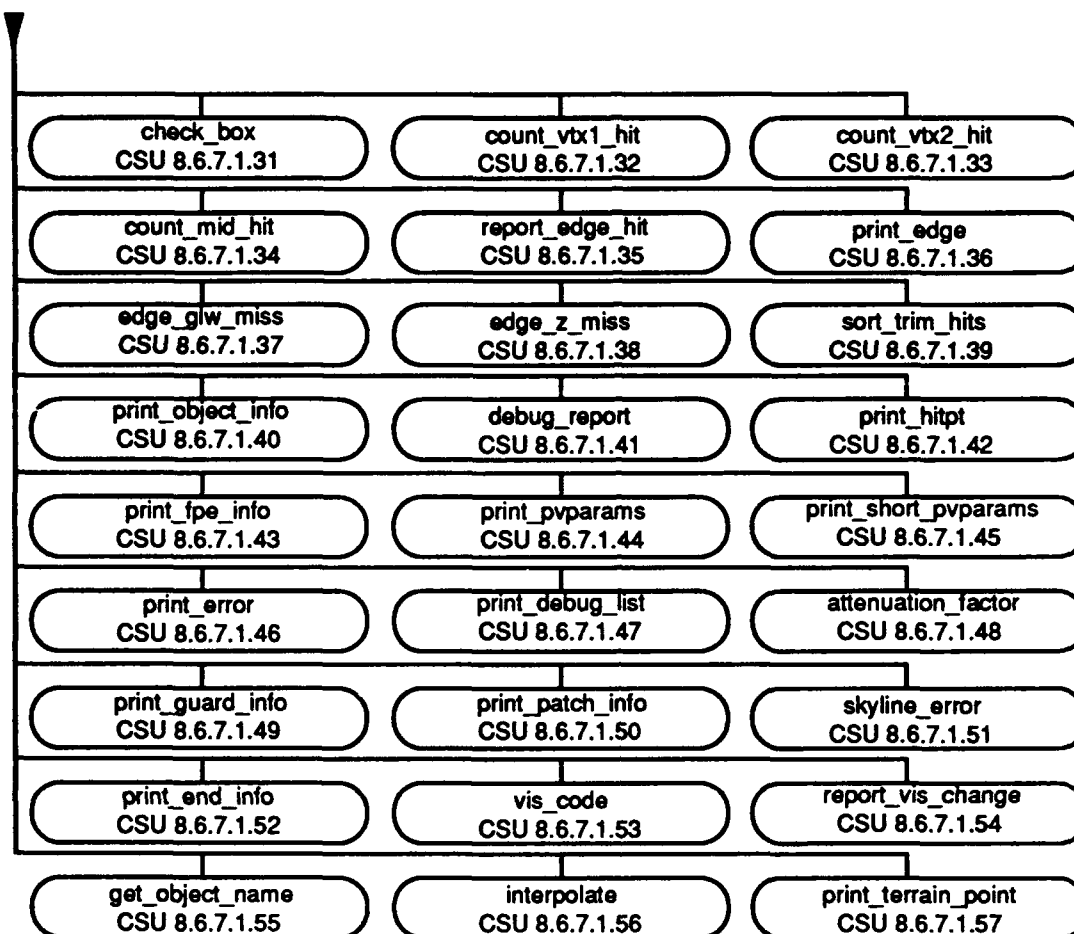 check_box
CSU 8.6.7.1.31
count_vtx1_hit
CSU 8.6.7.1.32
count_vtx2_hit
CSU 8.6.7.1.33
count_mid_hit
CSU 8.6.7.1.34
report_edge_hit
CSU 8.6.7.1.35
print_edge
CSU 8.6.7.1.36
edge_glw_miss
CSU 8.6.7.1.37
edge_z_miss
CSU 8.6.7.1.38
sort_trim_hits
CSU 8.6.7.1.39
print_object_info
CSU 8.6.7.1.40
debug_report
CSU 8.6.7.1.41
print_hitpt
CSU 8.6.7.1.42
print_fpe_info
CSU 8.6.7.1.43
print_pvparams
CSU 8.6.7.1.44
print_short_pvparams
CSU 8.6.7.1.45
print_error
CSU 8.6.7.1.46
print_debug_list
CSU 8.6.7.1.47
attenuation_factor
CSU 8.6.7.1.48
print_guard_info
CSU 8.6.7.1.49
print_patch_info
CSU 8.6.7.1.50
skyline_error
CSU 8.6.7.1.51
print_end_info
CSU 8.6.7.1.52
vis_code
CSU 8.6.7.1.53
report_vis_change
CSU 8.6.7.1.54
get_object_name
CSU 8.6.7.1.55
interpolate
CSU 8.6.7.1.56
print_terrain_point
CSU 8.6.7.1.57